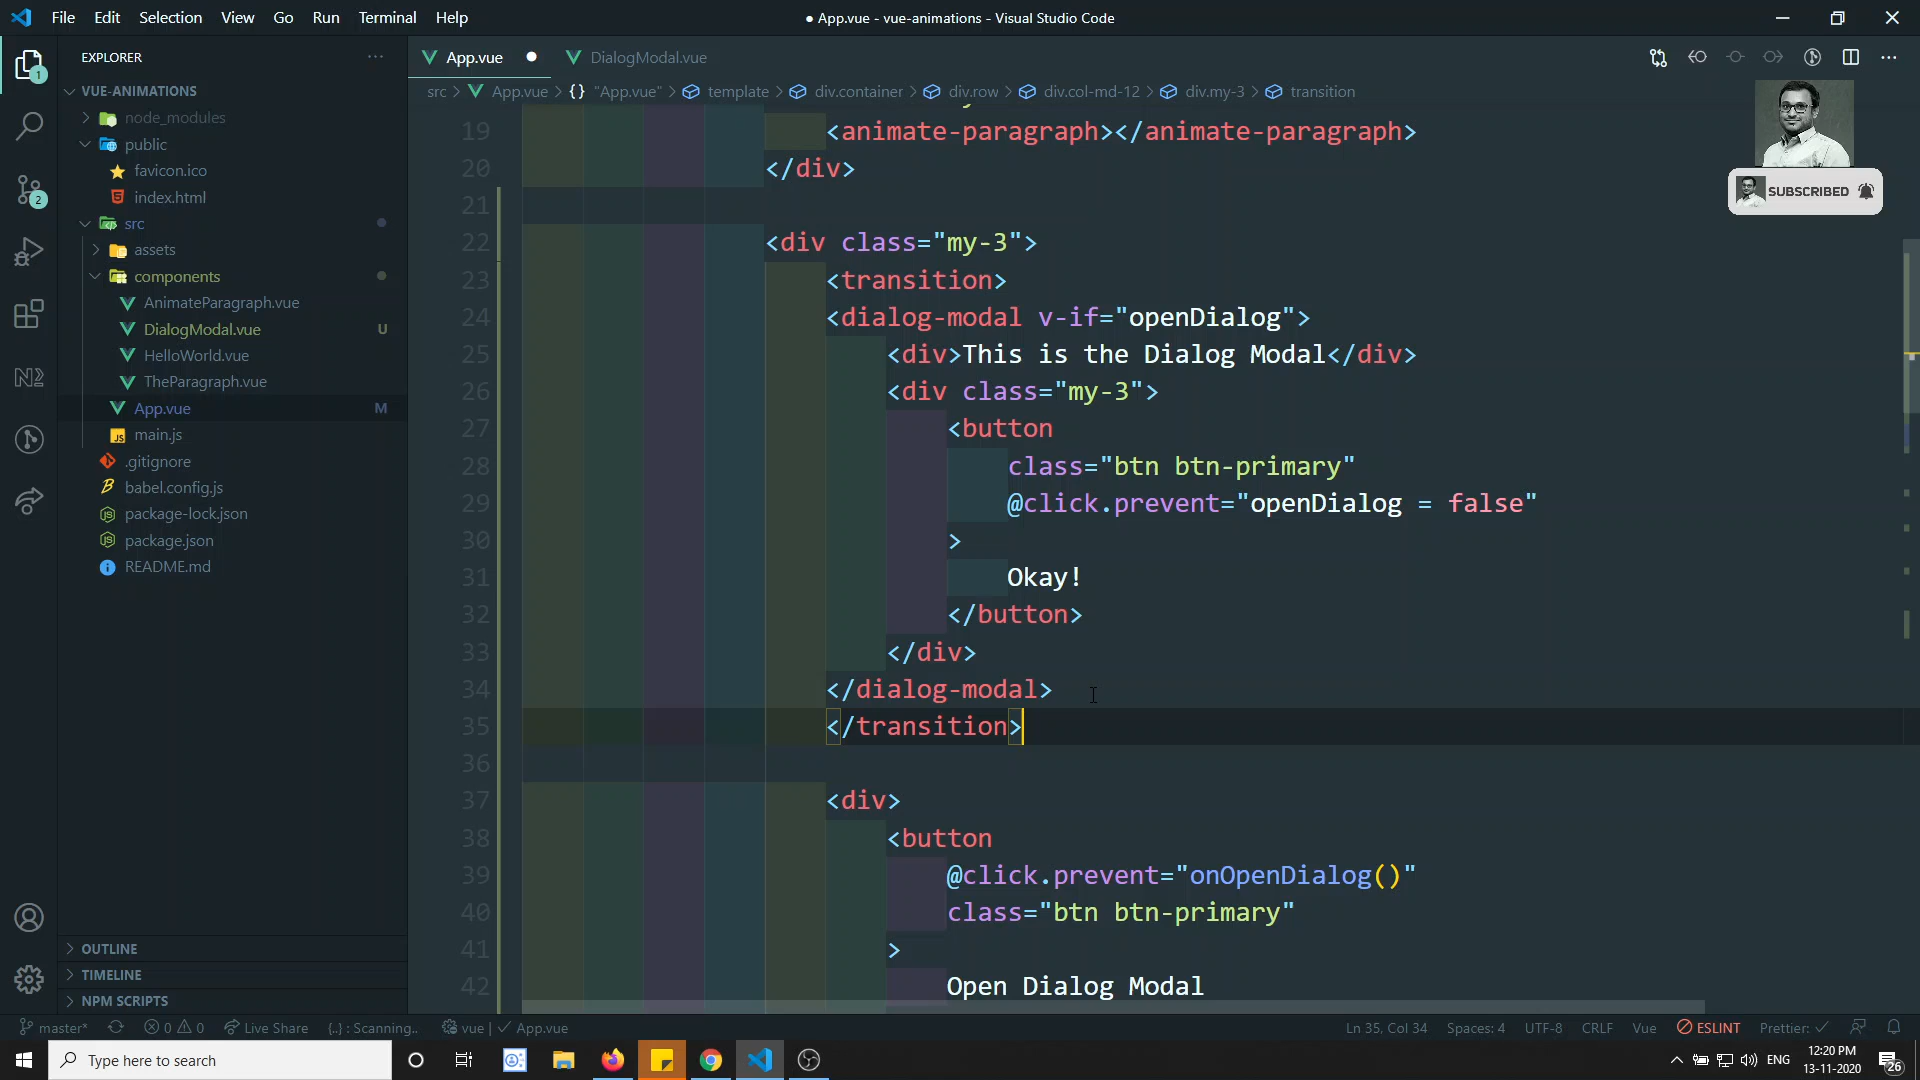 File Edit Selection View Go Run Terminal Help
● App.vue - vue-animations - Visual Studio Code
EXPLORER
VUE-ANIMATIONS
node_modules
public
favicon.ico
index.html
src
assets
components
AnimateParagraph.vue
DialogModal.vue U
HelloWorld.vue
TheParagraph.vue
App.vue M
main.js
.gitignore
babel.config.js
package-lock.json
package.json
README.md
OUTLINE
TIMELINE
NPM SCRIPTS
1
2
App.vue ● DialogModal.vue
src > App.vue > {} "App.vue" > template > div.container > div.row > div.col-md-12 > div.my-3 > transition
SUBSCRIBED
19 <animate-paragraph></animate-paragraph>
20 </div>
21
22 <div class="my-3">
23 <transition>
24 <dialog-modal v-if="openDialog">
25 <div>This is the Dialog Modal</div>
26 <div class="my-3">
27 <button
28 class="btn btn-primary"
29 @click.prevent="openDialog = false"
30 >
31 Okay!
32 </button>
33 </div>
34 </dialog-modal>
35 </transition>
36
37 <div>
38 <button
39 @click.prevent="onOpenDialog()"
40 class="btn btn-primary"
41 >
42 Open Dialog Modal
master* 0 0 Live Share {..} : Scanning.. vue | ✓ App.vue Ln 35, Col 34 Spaces: 4 UTF-8 CRLF Vue ESLINT Prettier: ✓
Type here to search
ENG
12:20 PM
13-11-2020
26